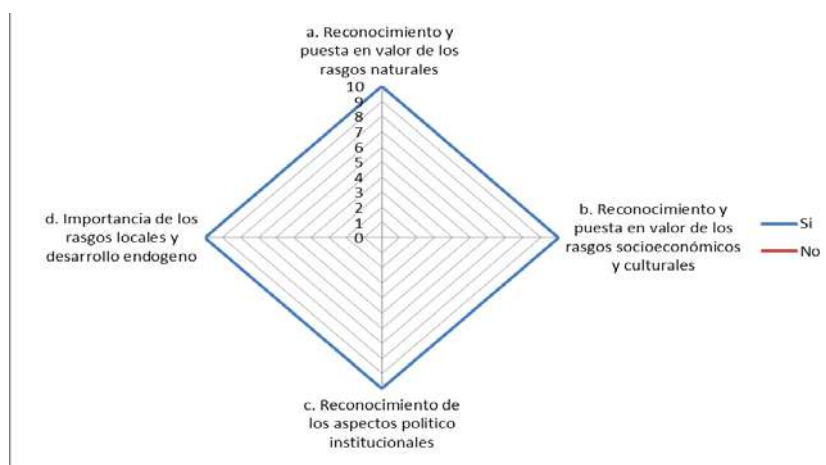 a. Reconocimiento y
puesta en valor de los
rasgos naturales
10
9
8
7
6
5
4
3
2
1
0
d. Importancia de los
rasgos locales y
desarrollo endogeno
b. Reconocimiento y
puesta en valor de los
rasgos socioeconómicos
y culturales
Si
No
c. Reconocimiento de
los aspectos politico
institucionales